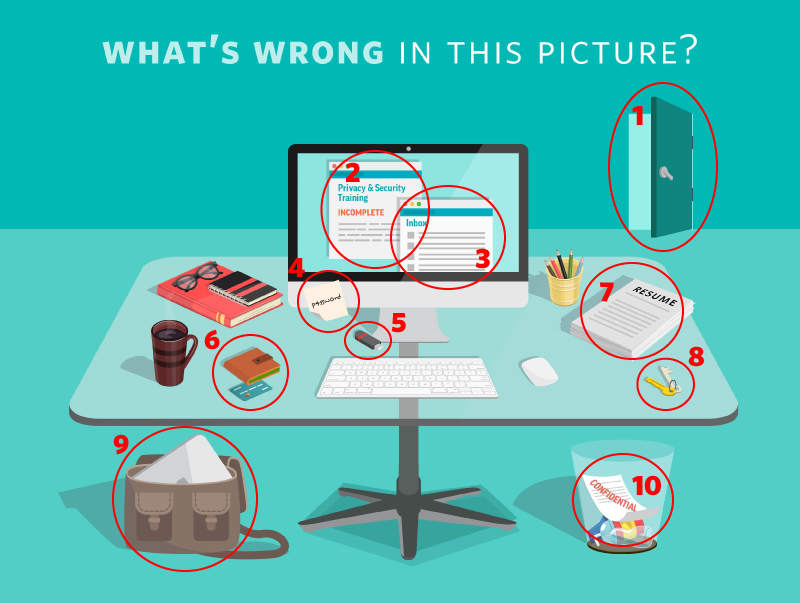 WHAT'S WRONG IN THIS PICTURE?
1
2
Privacy & Security
Training
INCOMPLETE
Inbox
3
4
password
5
6
7
RESUME
8
9
10
CONFIDENTIAL